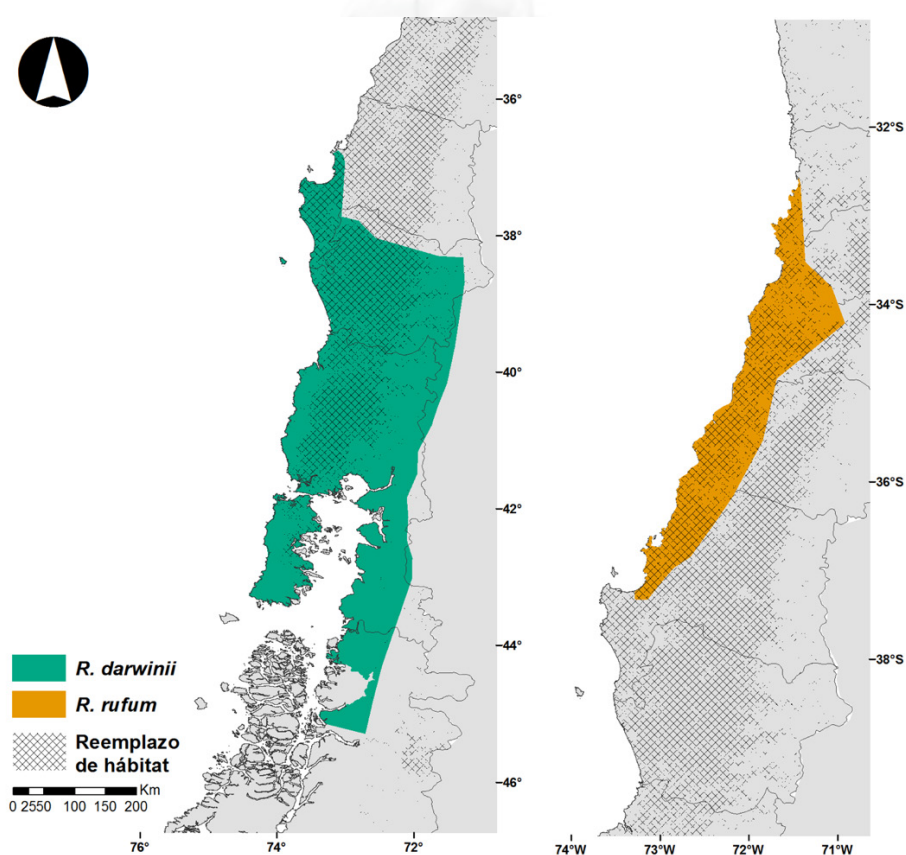 36°
38°
40°
42°
44°
46°
76°
74°
72°
R. darwinii
R. rufum
Reemplazo
de hábitat
Km
0 2550 100 150 200
32°S
34°S
36°S
38°S
74°W
73°W
72°W
71°W